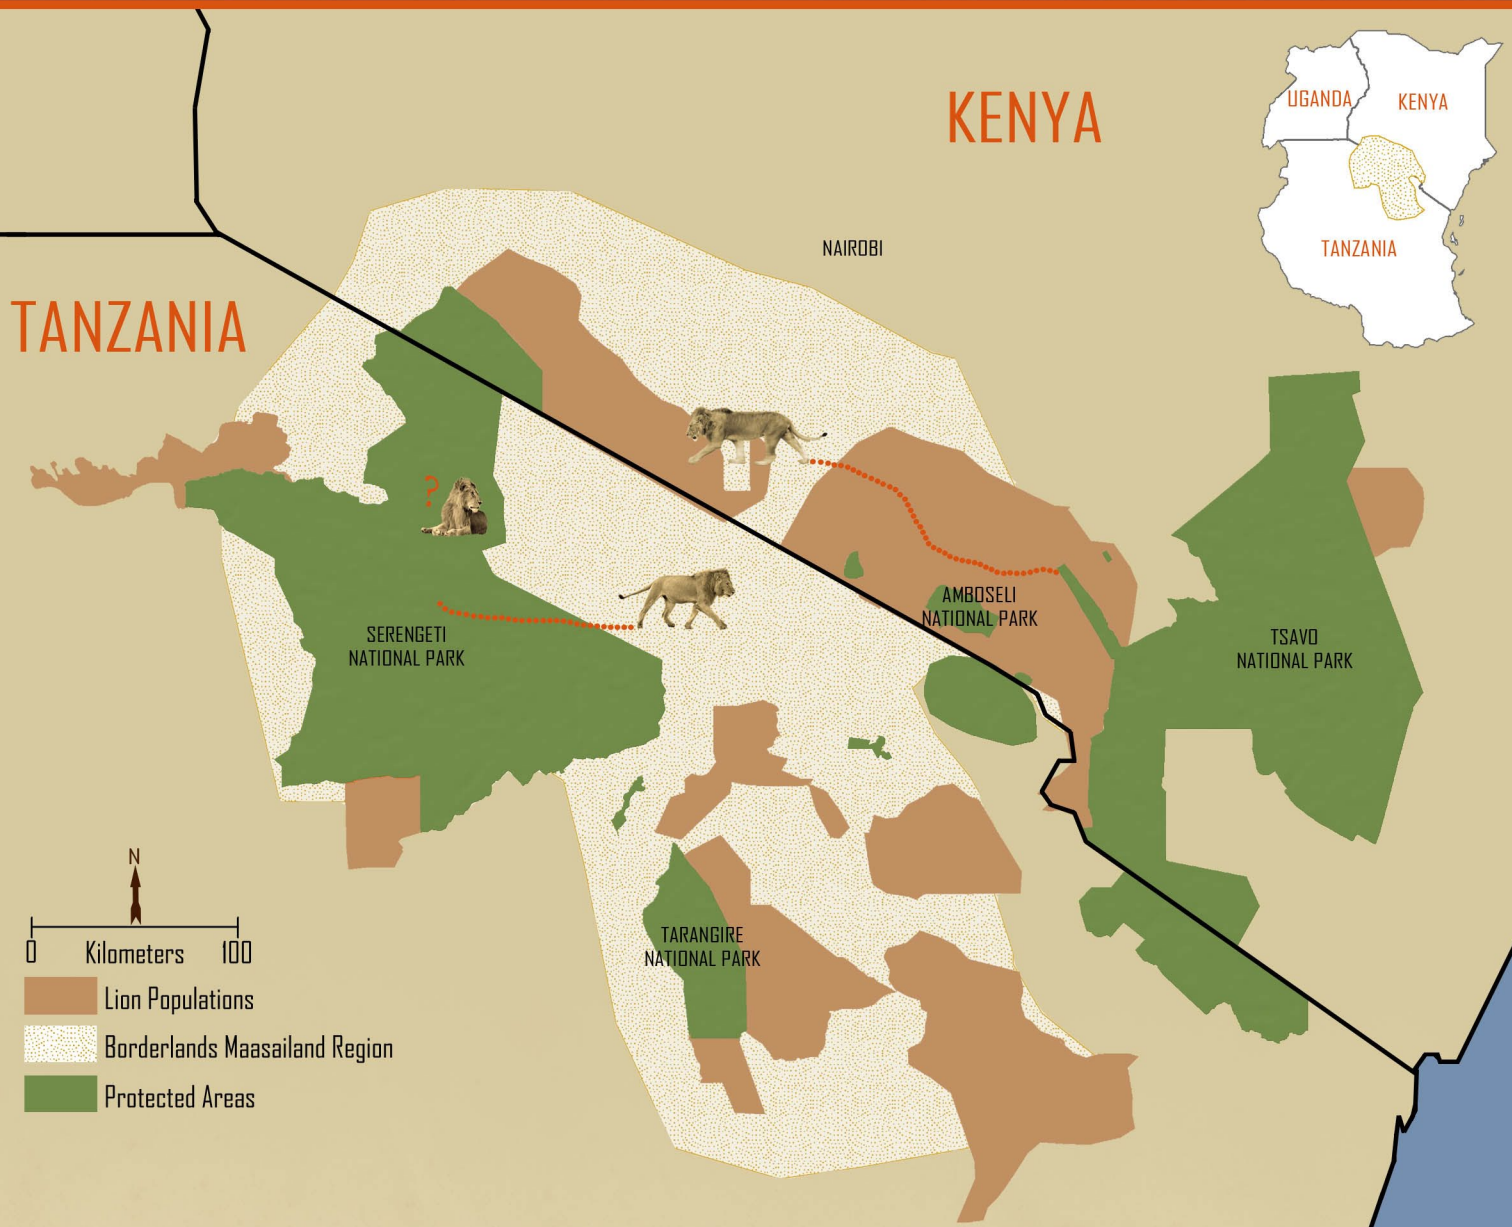 KENYA
UGANDA
KENYA
TANZANIA
NAIROBI
TANZANIA
?
AMBOSELI
NATIONAL PARK
SERENGETI
NATIONAL PARK
TSAVO
NATIONAL PARK
TARANGIRE
NATIONAL PARK
N
0 Kilometers 100
Lion Populations
Borderlands Maasailand Region
Protected Areas